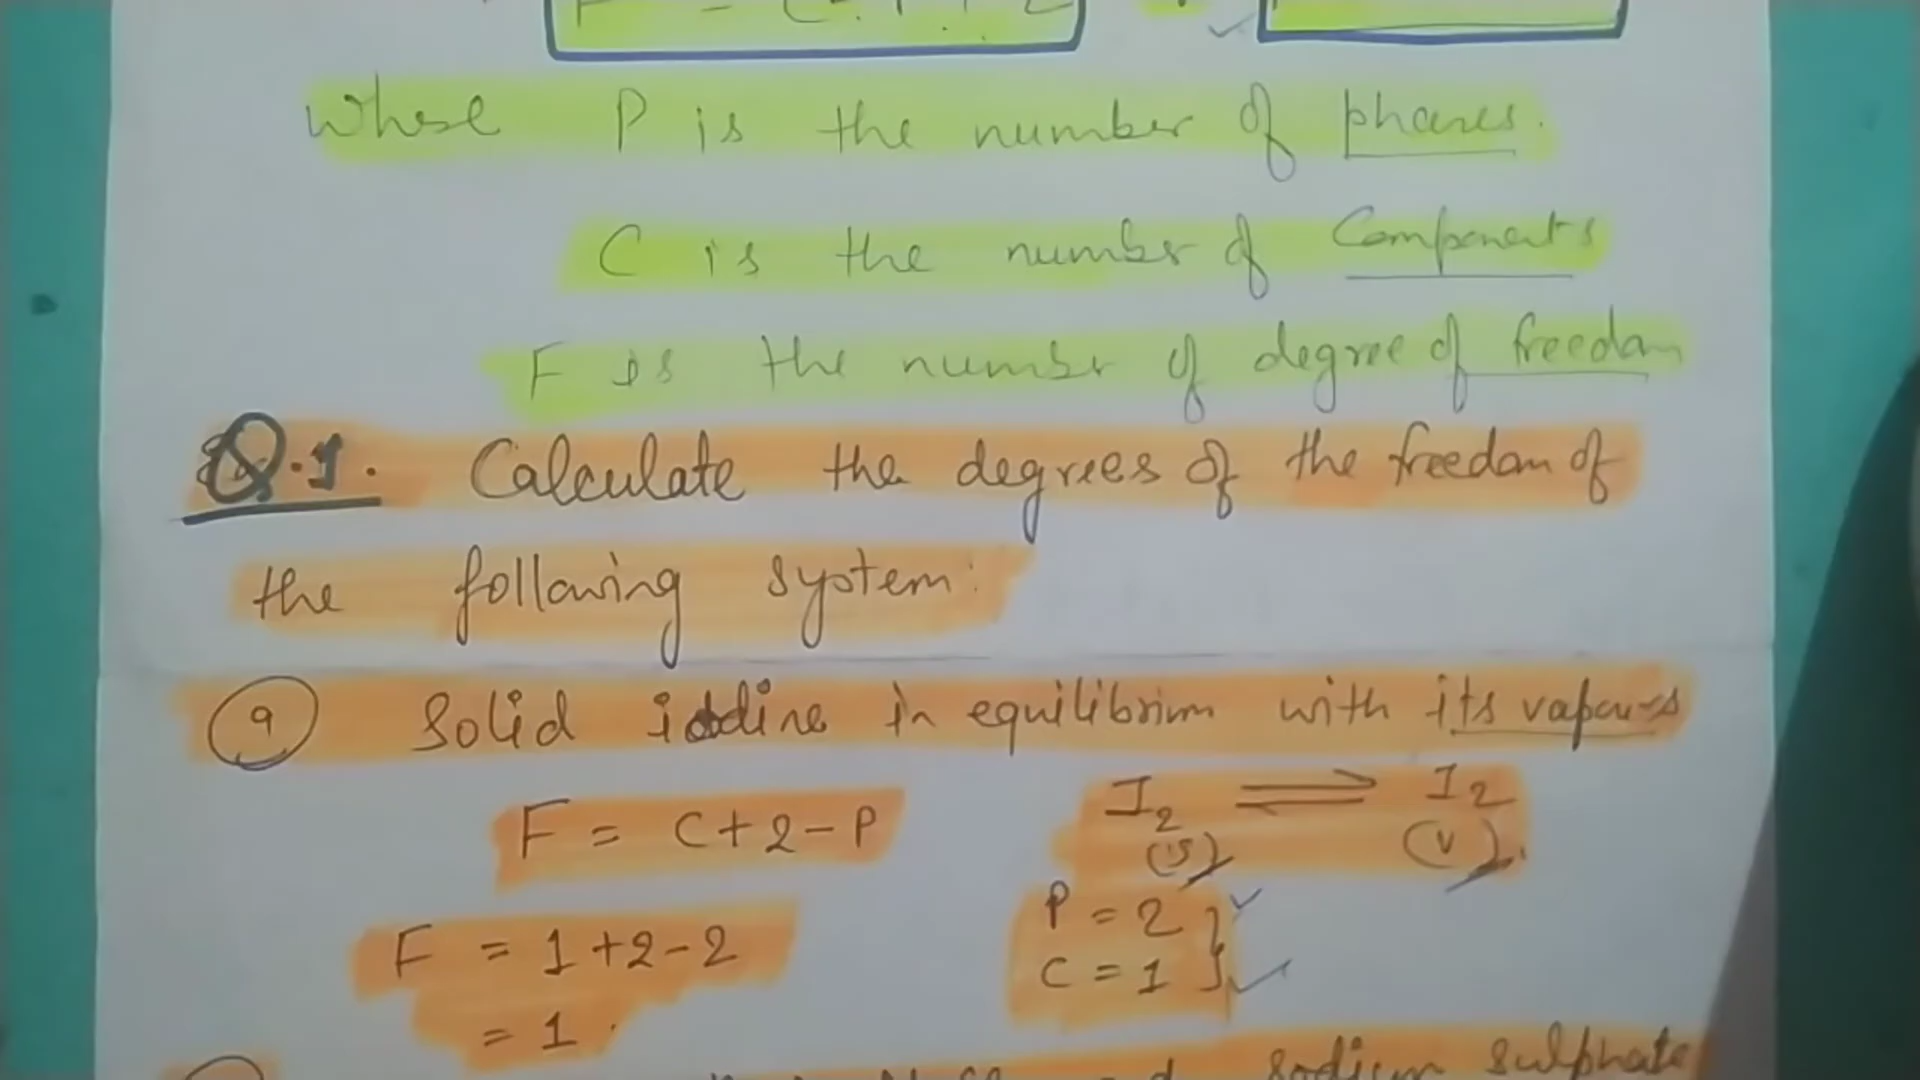 F = C - P + 2
Where P is the number of phases.
C is the number of Components
F is the number of degree of freedom
Q.1. Calculate the degrees of the freedom of
the following system:
a Solid iodine in equilibrium with its vapours
F = C+2-P
I2 (s) ⇌ I2 (v).
P = 2
C = 1
F = 1+2-2
= 1.
sodium sulphate